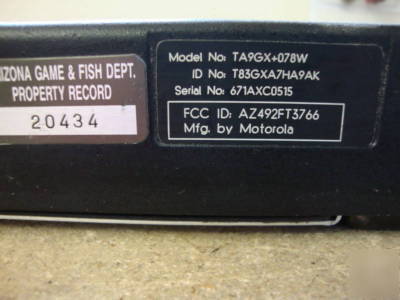 IZONA GAME & FISH DEPT.
PROPERTY RECORD
20434
Model No: TA9GX+078W
ID No: T83GXA7HA9AK
Serial No: 671AXC0515
FCC ID: AZ492FT3766
Mfg. by Motorola